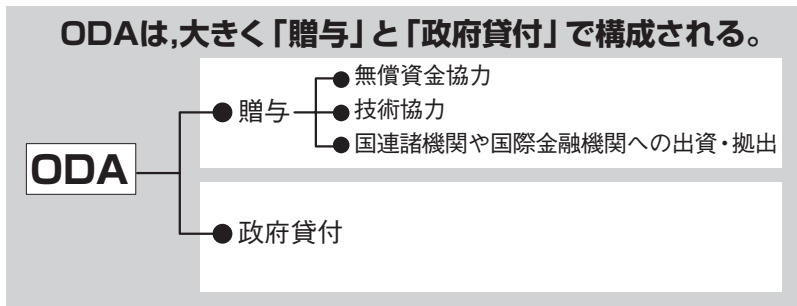 ODAは,大きく「贈与」と「政府貸付」で構成される。
無償資金協力
贈与
技術協力
国連諸機関や国際金融機関への出資・拠出
ODA
政府貸付